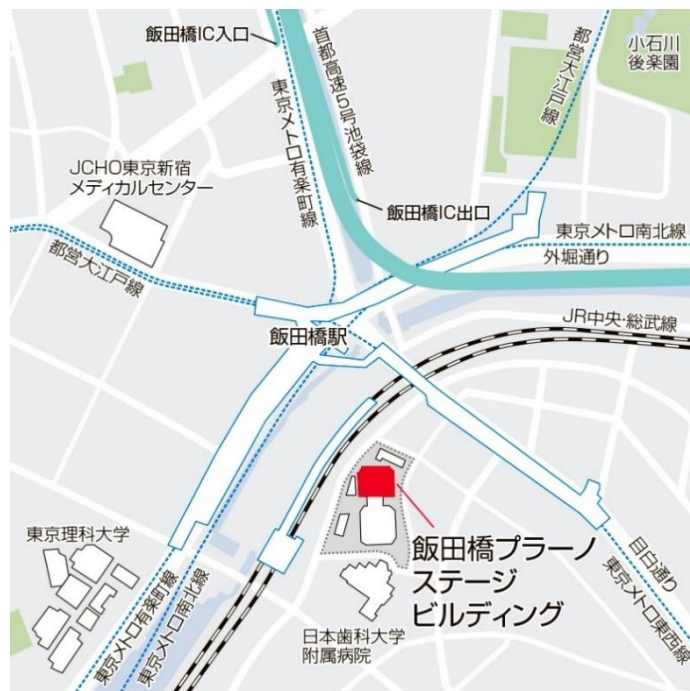 飯田橋IC入口
首都高速5号池袋線
東京メトロ有楽町線
都営大江戸線
小石川
後楽園
JCHO東京新宿
メディカルセンター
飯田橋IC出口
東京メトロ南北線
外堀通り
都営大江戸線
JR中央・総武線
飯田橋駅
東京理科大学
飯田橋プラーノ
ステージ
ビルディング
目白通り
東京メトロ東西線
東京メトロ有楽町線
東京メトロ南北線
日本歯科大学
附属病院